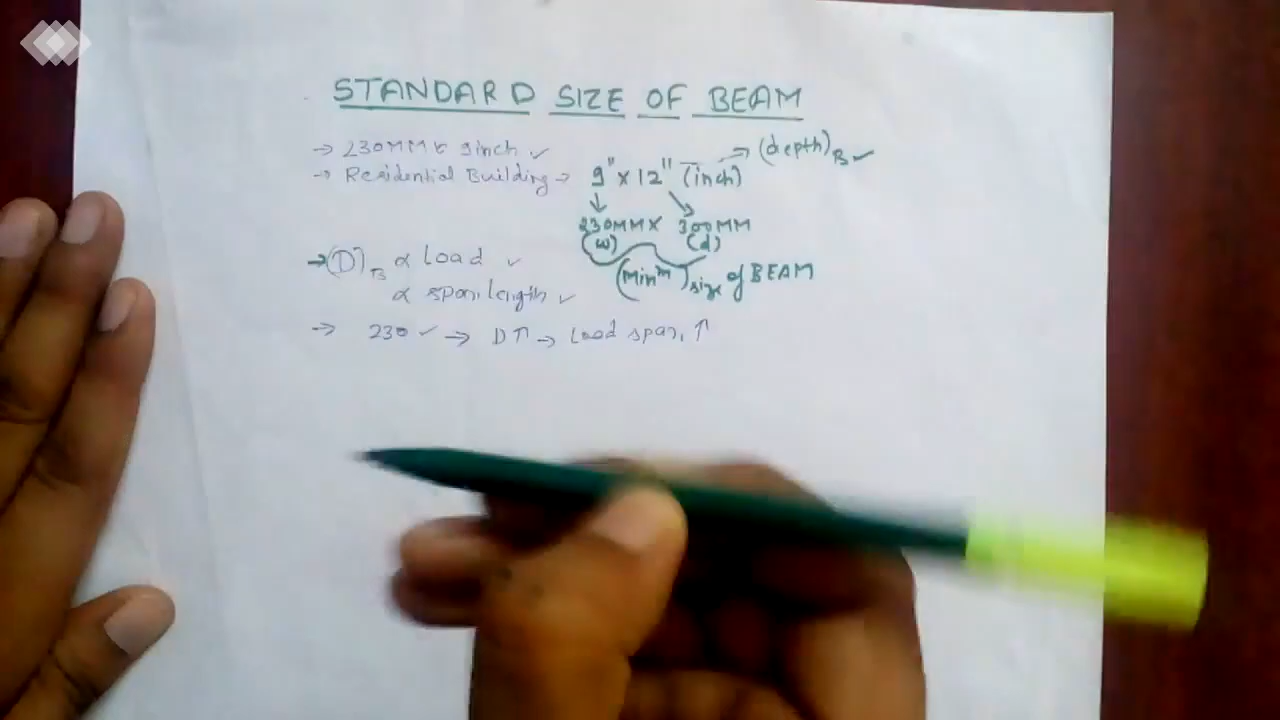 STANDARD SIZE OF BEAM
→ 230MM & 9inch ✓
→ Residential Building → 9" x 12" (inch) → (depth)B ✓
230MM x 300MM
(w) (d)
(Minm)size of BEAM
→ (D)B ∝ Load ✓
∝ span length ✓
→ 230 ✓ → D↑ → Load span ↑